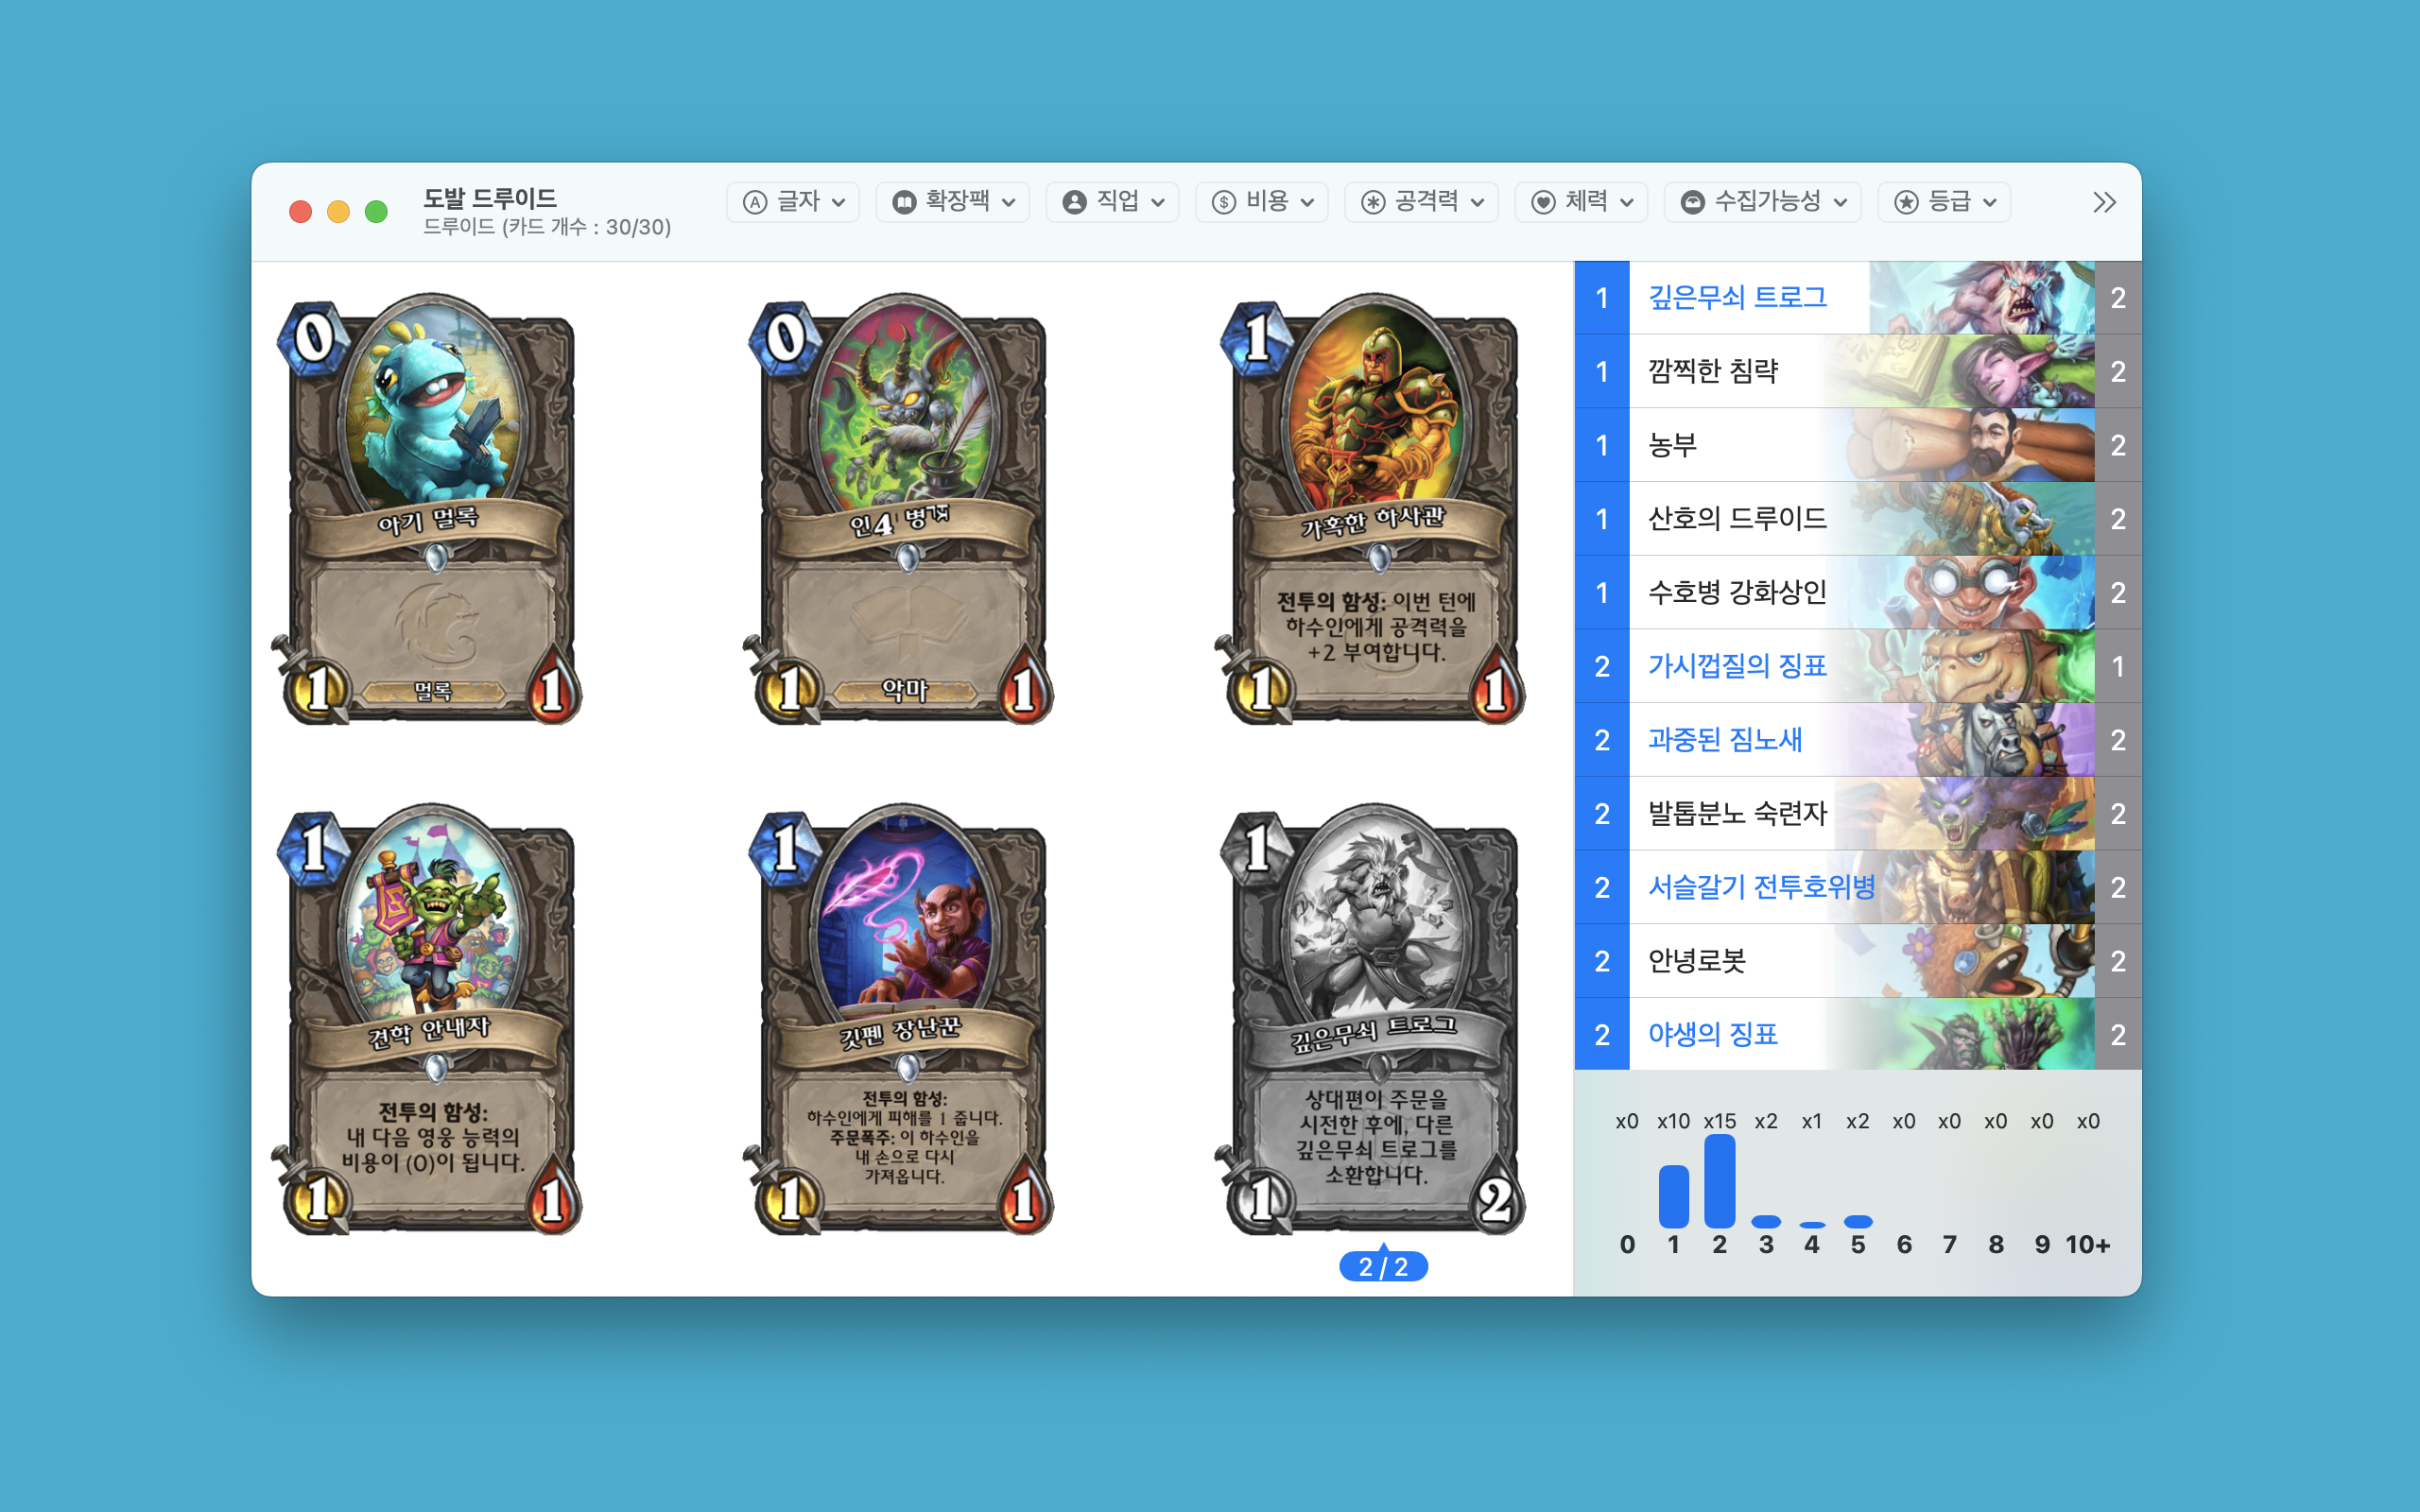 도발 드루이드
드루이드 (카드 개수 : 30/30)
글자
확장팩
직업
비용
공격력
체력
수집가능성
등급
0
아기 멀록
1
멀록
1
0
1
악마
1
1
가혹한 하사관
전투의 함성: 이번 턴에
하수인에게 공격력을
+2 부여합니다.
1
1
1
견학 안내자
전투의 함성:
내 다음 영웅 능력의
비용이 (0)이 됩니다.
1
1
1
깃펜 장난꾼
전투의 함성:
하수인에게 피해를 1 줍니다.
주문폭주: 이 하수인을
내 손으로 다시
가져옵니다.
1
1
1
깊은무쇠 트로그
상대편이 주문을
시전한 후에, 다른
깊은무쇠 트로그를
소환합니다.
1
2
2 / 2
1 깊은무쇠 트로그 2
1 깜찍한 침략 2
1 농부 2
1 산호의 드루이드 2
1 수호병 강화상인 2
2 가시껍질의 징표 1
2 과중된 짐노새 2
2 발톱분노 숙련자 2
2 서슬갈기 전투호위병 2
2 안녕로봇 2
2 야생의 징표 2
x0 x10 x15 x2 x1 x2 x0 x0 x0 x0 x0
0 1 2 3 4 5 6 7 8 9 10+